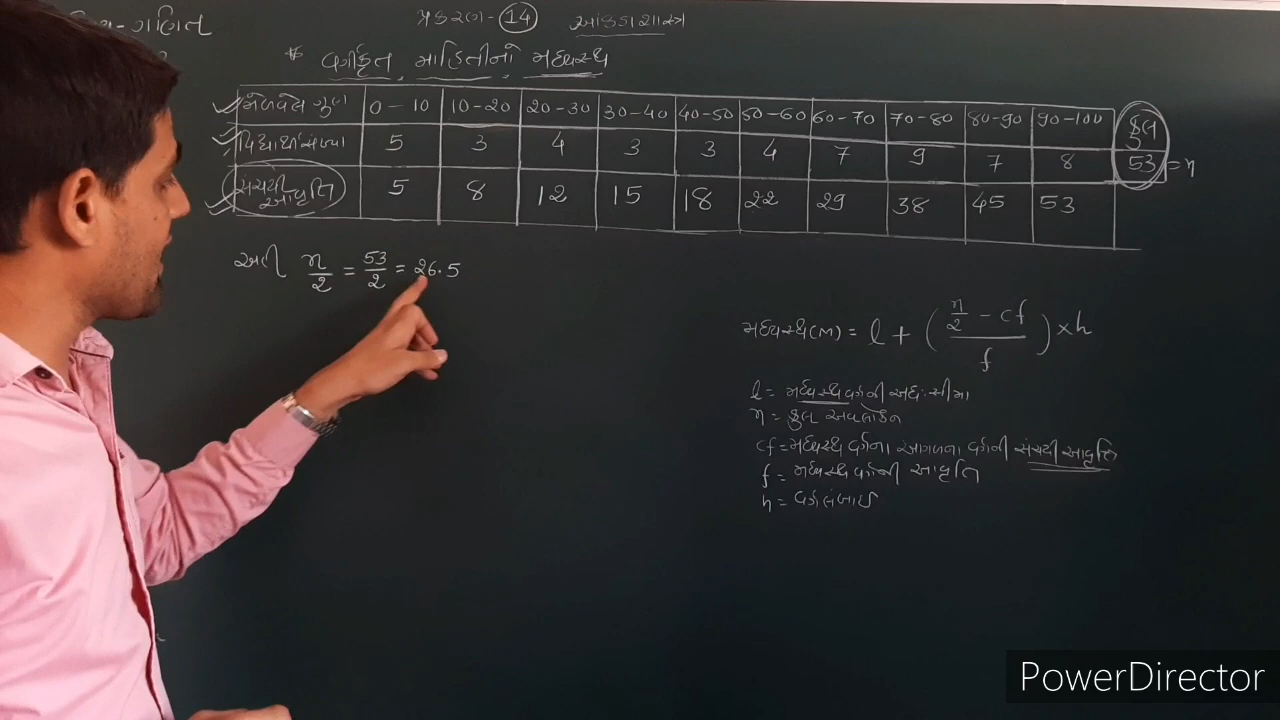 ગણિત
પ્રકરણ - 14 આંકડાશાસ્ત્ર
* વર્ગીકૃત માહિતીનો મધ્યસ્થ
મેળવેલ ગુણ 0 - 10 10 - 20 20 - 30 30 - 40 40 - 50 50 - 60 60 - 70 70 - 80 80 - 90 90 - 100 કુલ
વિદ્યાર્થીસંખ્યા 5 3 4 3 3 4 7 9 7 8 53 = n
સંચયી આવૃત્તિ 5 8 12 15 18 22 29 38 45 53
અહીં n/2 = 53/2 = 26.5
મધ્યસ્થ (M) = l + ( (n/2 - cf) / f ) × h
l = મધ્યસ્થ વર્ગની અધઃસીમા
n = કુલ અવલોકન
cf = મધ્યસ્થ વર્ગના આગળના વર્ગની સંચયી આવૃત્તિ
f = મધ્યસ્થ વર્ગની આવૃત્તિ
h = વર્ગલંબાઈ
PowerDirector